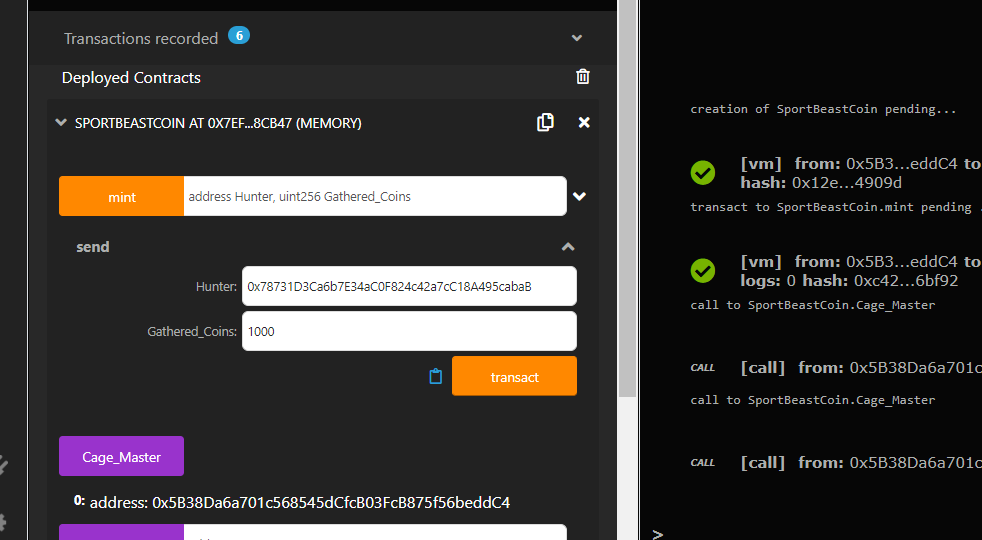 Transactions recorded 6
Deployed Contracts
SPORTBEASTCOIN AT 0X7EF...8CB47 (MEMORY)
mint
address Hunter, uint256 Gathered_Coins
send
Hunter: 0x78731D3Ca6b7E34aC0F824c42a7cC18A495cabaB
Gathered_Coins: 1000
transact
Cage_Master
0: address: 0x5B38Da6a701c568545dCfcB03FcB875f56beddC4
creation of SportBeastCoin pending...
[vm] from: 0x5B3...eddC4 to
hash: 0x12e...4909d
transact to SportBeastCoin.mint pending .
[vm] from: 0x5B3...eddC4 to
logs: 0 hash: 0xc42...6bf92
call to SportBeastCoin.Cage_Master
CALL [call] from: 0x5B38Da6a701c
call to SportBeastCoin.Cage_Master
CALL [call] from: 0x5B38Da6a701c
>